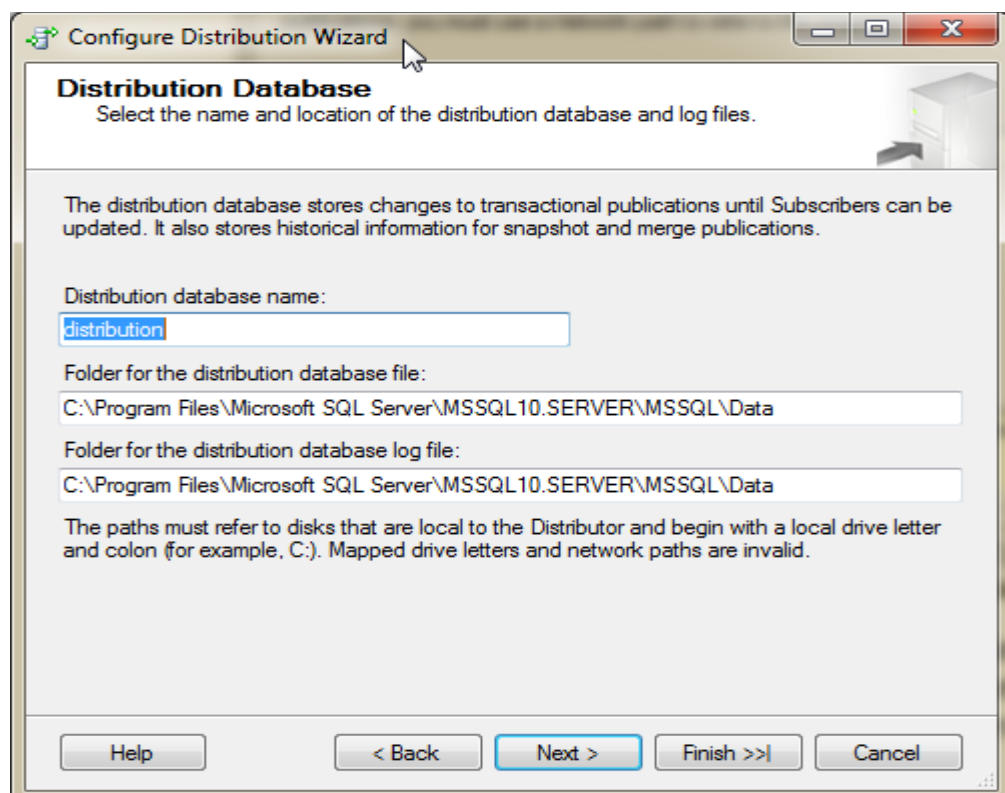 Configure Distribution Wizard
Distribution Database
Select the name and location of the distribution database and log files.
The distribution database stores changes to transactional publications until Subscribers can be
updated. It also stores historical information for snapshot and merge publications.
Distribution database name:
distribution
Folder for the distribution database file:
C:\Program Files\Microsoft SQL Server\MSSQL10.SERVER\MSSQL\Data
Folder for the distribution database log file:
C:\Program Files\Microsoft SQL Server\MSSQL10.SERVER\MSSQL\Data
The paths must refer to disks that are local to the Distributor and begin with a local drive letter
and colon (for example, C:). Mapped drive letters and network paths are invalid.
Help
< Back
Next >
Finish >>|
Cancel